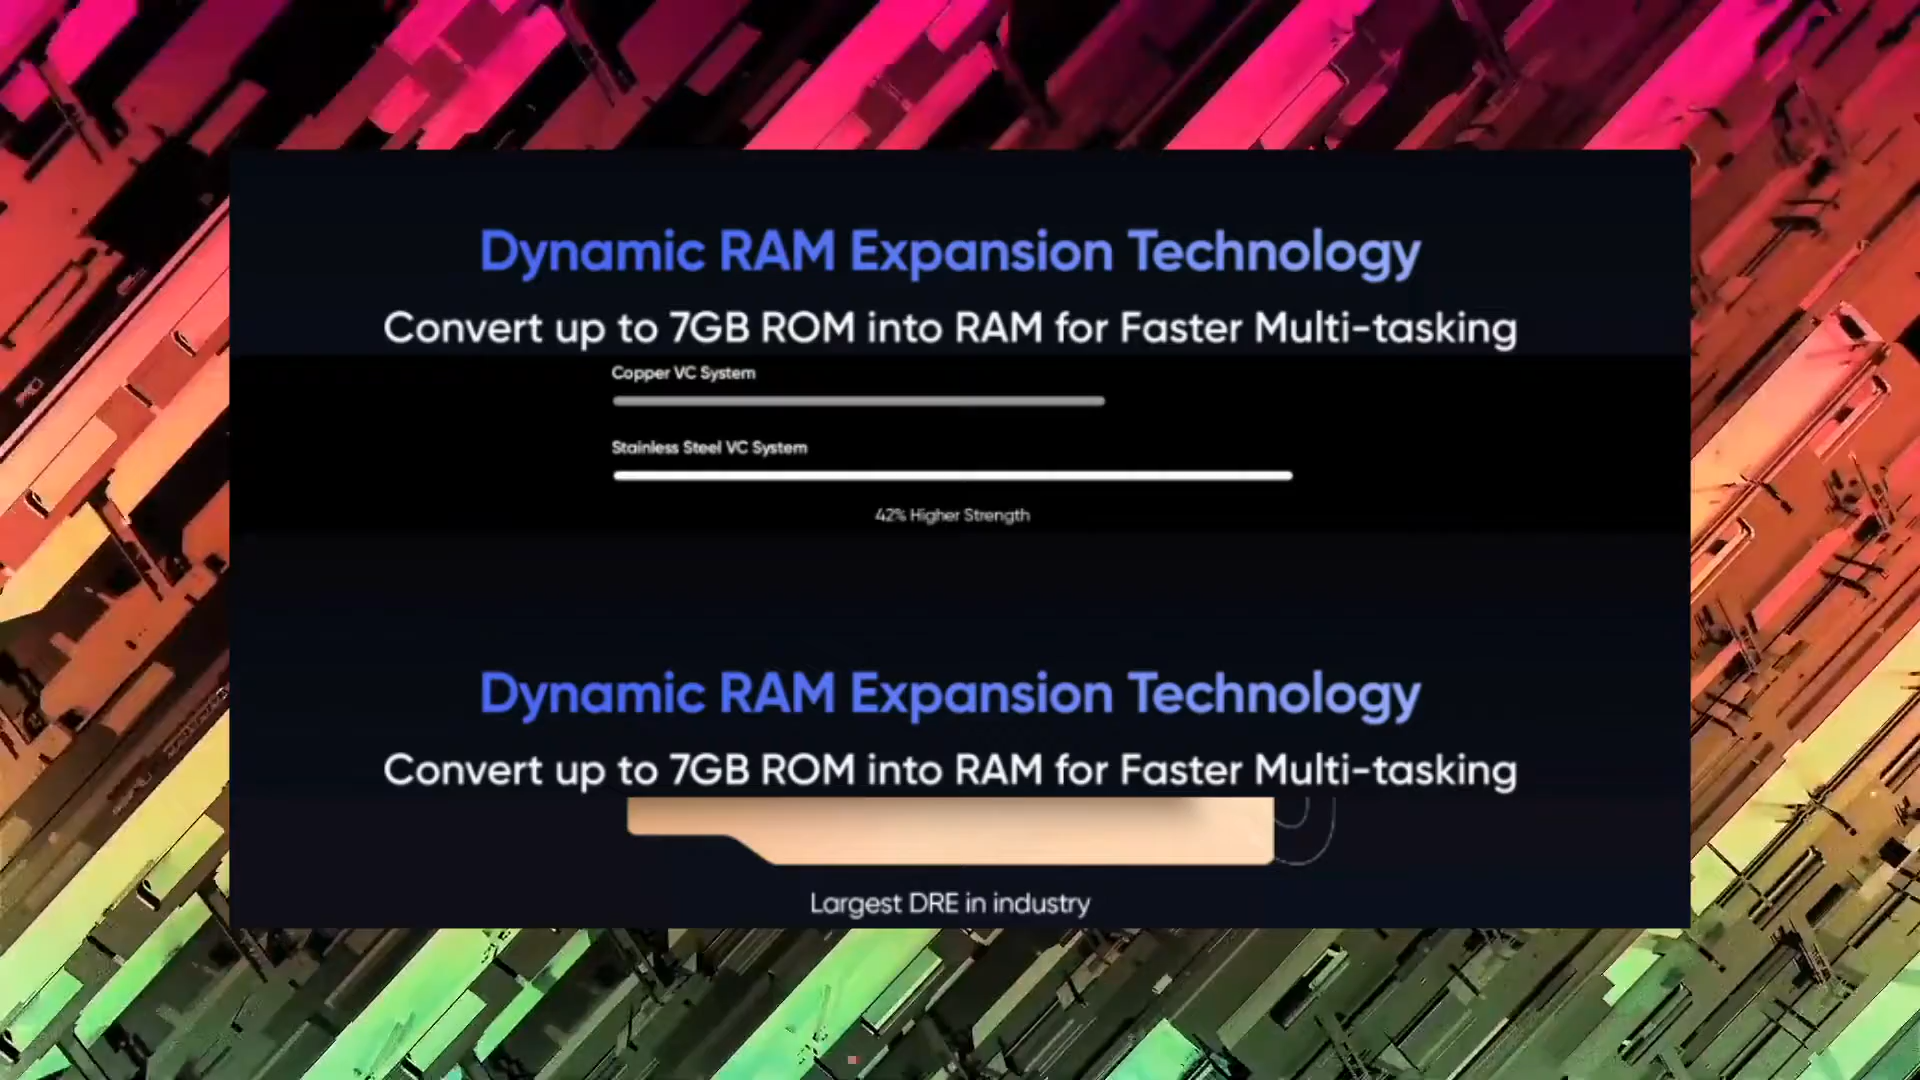 Dynamic RAM Expansion Technology
Convert up to 7GB ROM into RAM for Faster Multi-tasking
Copper VC System
Stainless Steel VC System
42% Higher Strength
Dynamic RAM Expansion Technology
Convert up to 7GB ROM into RAM for Faster Multi-tasking
Largest DRE in industry